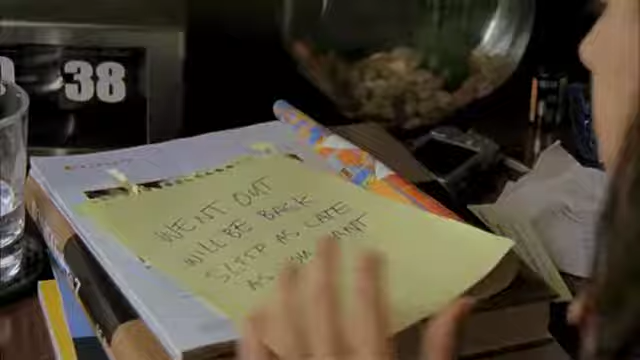 38
WENT OUT
WILL BE BACK
SLEEP AS LATE
AS YOU WANT